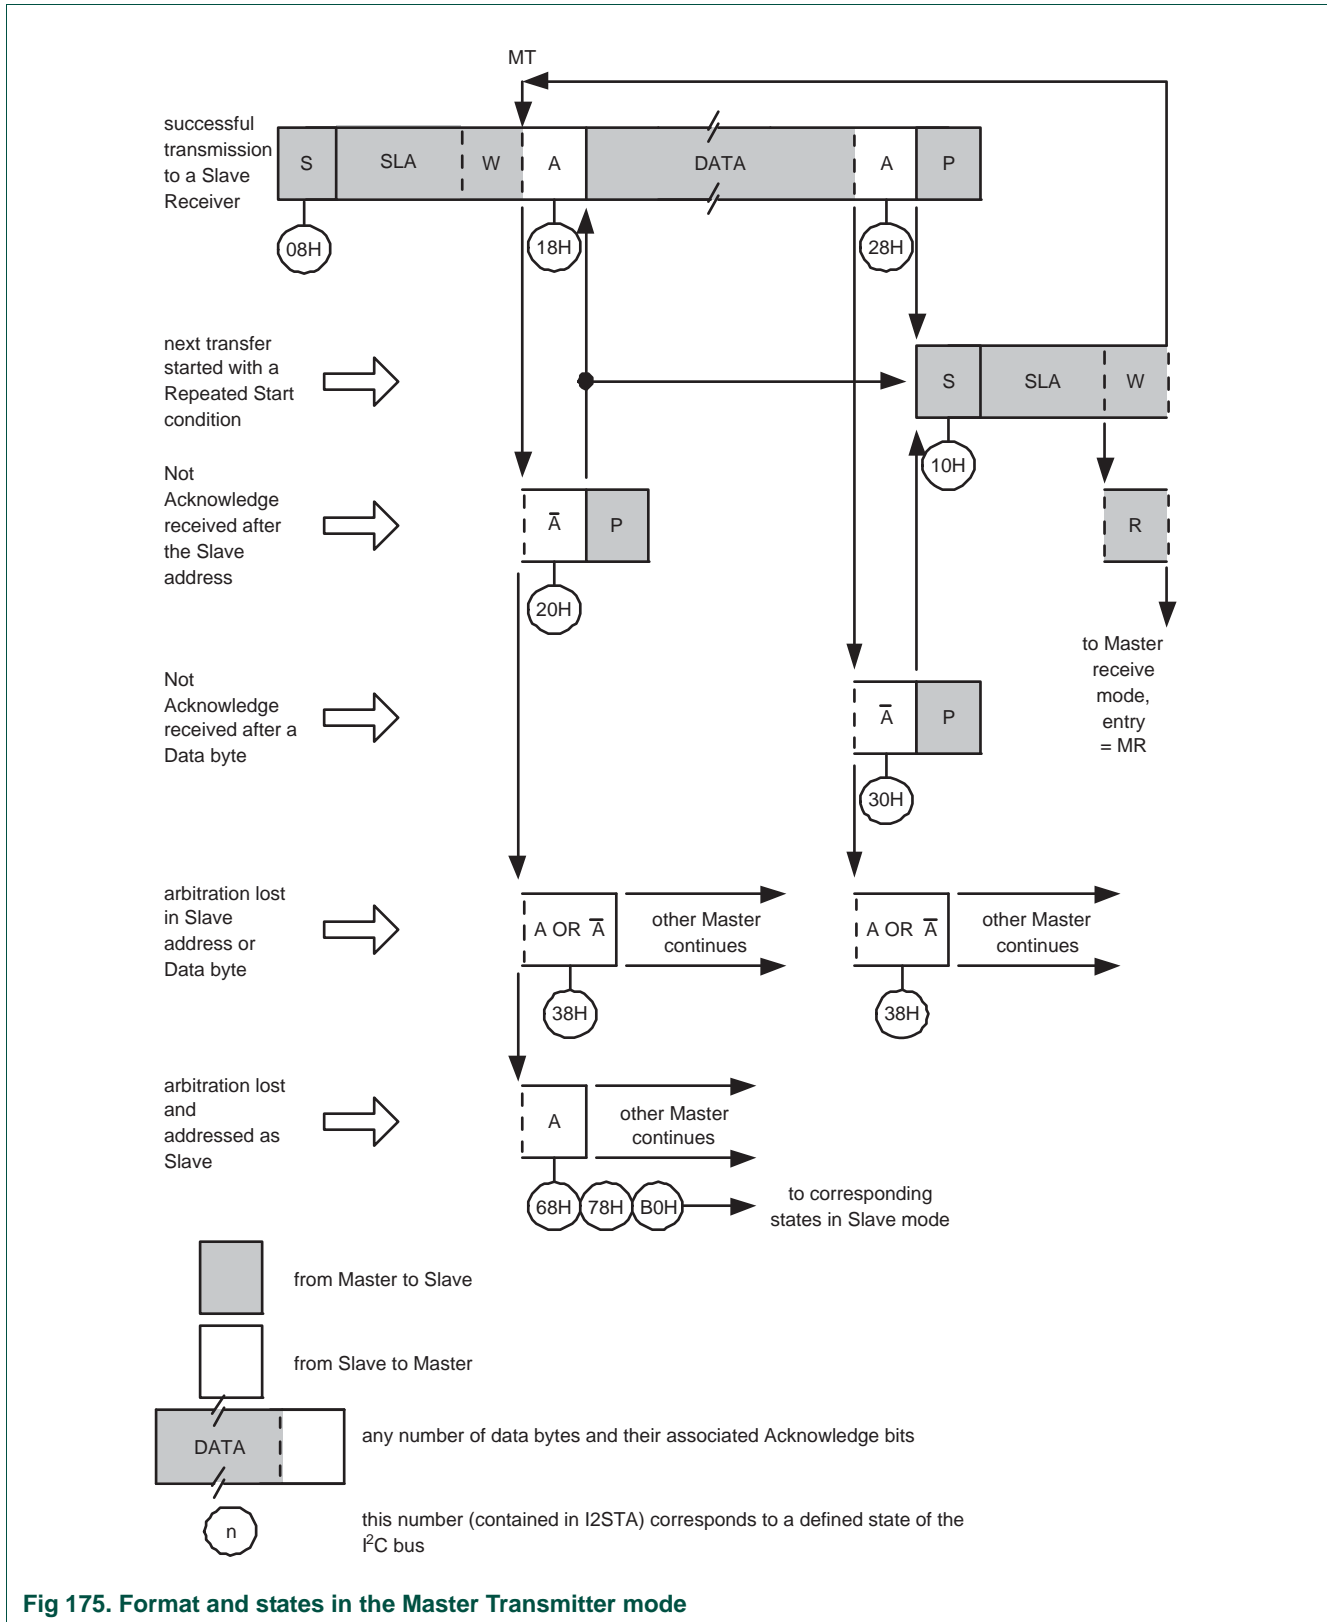 MT
successful
transmission
to a Slave
Receiver
S
SLA
W
A
DATA
A
P
08H
18H
28H
next transfer
started with a
Repeated Start
condition
S
SLA
W
10H
Not
Acknowledge
received after
the Slave
address
A̅
P
R
20H
to Master
receive
mode,
entry
= MR
Not
Acknowledge
received after a
Data byte
A̅
P
30H
arbitration lost
in Slave
address or
Data byte
A OR A̅
other Master
continues
A OR A̅
other Master
continues
38H
38H
arbitration lost
and
addressed as
Slave
A
other Master
continues
68H
78H
B0H
to corresponding
states in Slave mode
from Master to Slave
from Slave to Master
DATA
any number of data bytes and their associated Acknowledge bits
n
this number (contained in I2STA) corresponds to a defined state of the
I²C bus
Fig 175. Format and states in the Master Transmitter mode